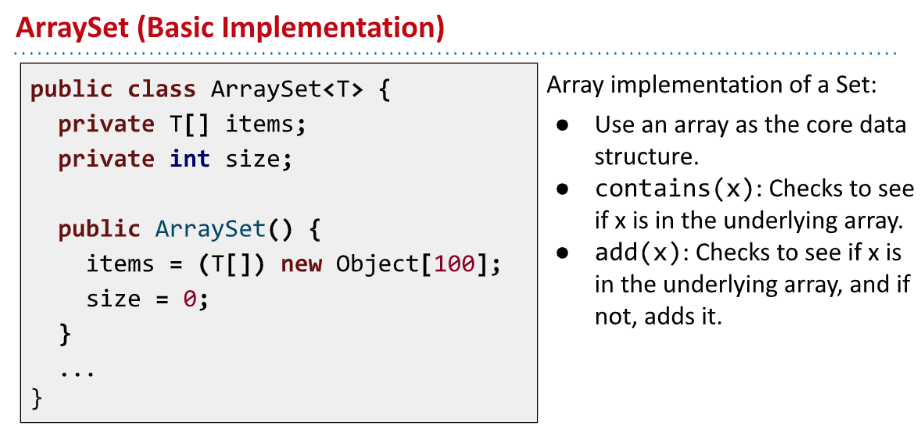 ArraySet (Basic Implementation)
public class ArraySet<T> {
  private T[] items;
  private int size;

  public ArraySet() {
    items = (T[]) new Object[100];
    size = 0;
  }
  ...
}
Array implementation of a Set:
● Use an array as the core data
structure.
● contains(x): Checks to see
if x is in the underlying array.
● add(x): Checks to see if x is
in the underlying array, and if
not, adds it.